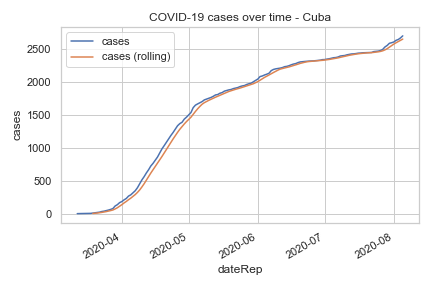 COVID-19 cases over time - Cuba
cases
cases (rolling)
2500
2000
1500
1000
500
0
cases
2020-04
2020-05
2020-06
2020-07
2020-08
dateRep